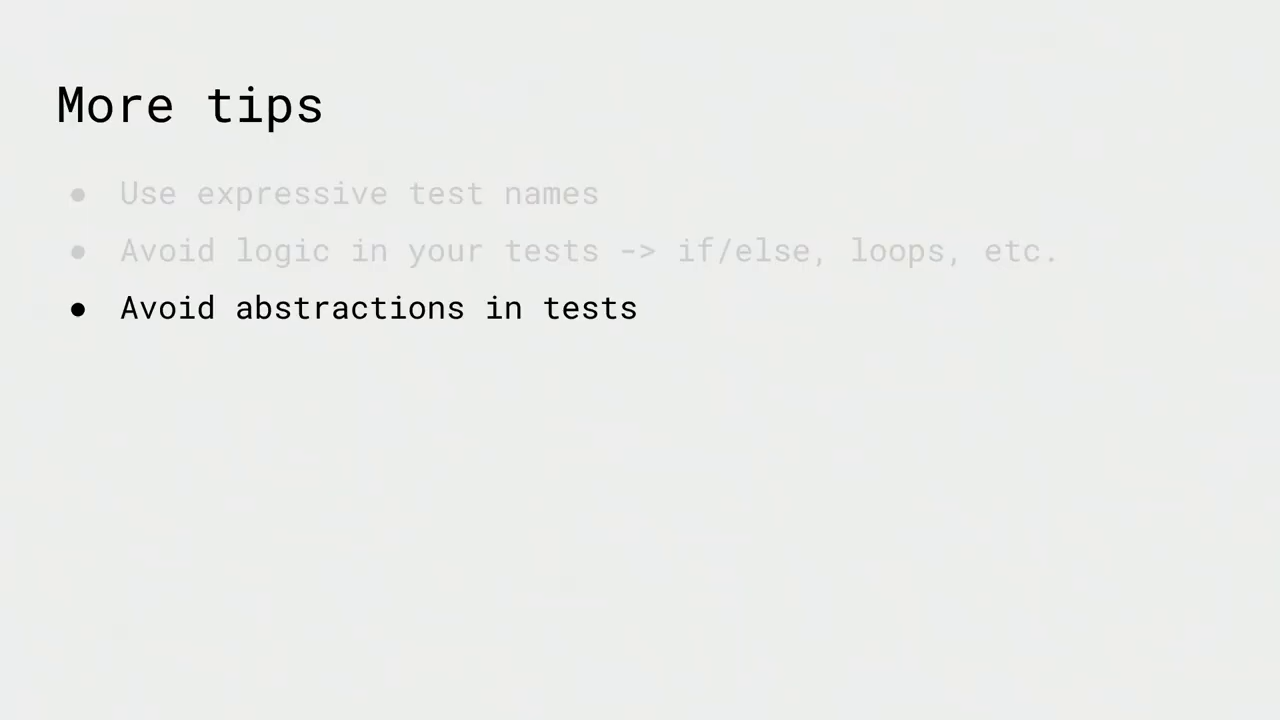 More tips
● Use expressive test names
● Avoid logic in your tests -> if/else, loops, etc.
● Avoid abstractions in tests